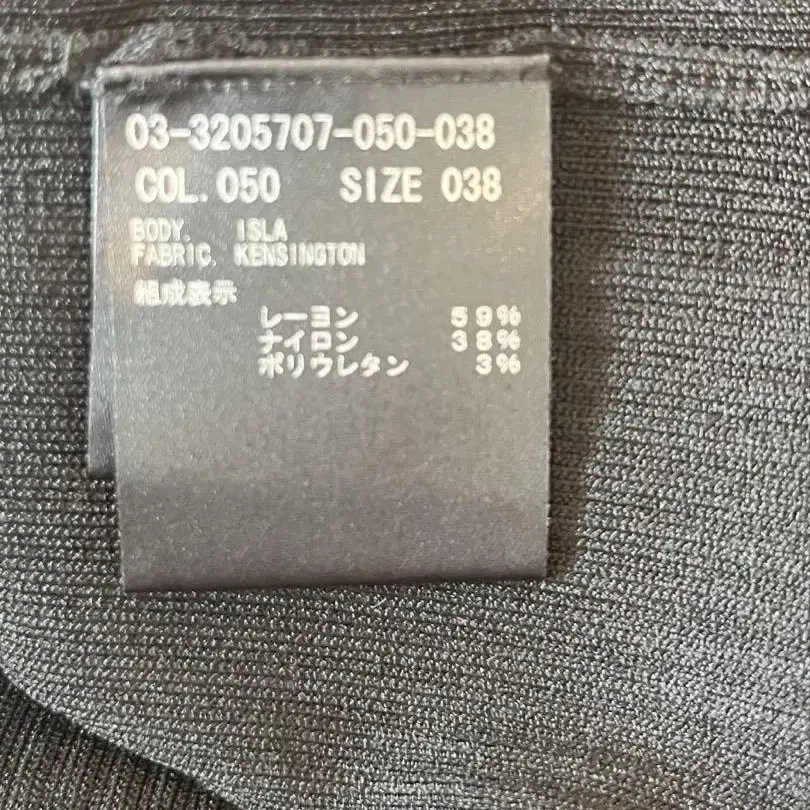 03-3205707-050-038
COL. 050 SIZE 038
BODY. ISLA
FABRIC. KENSINGTON
組成表示
レーヨン 59%
ナイロン 38%
ポリウレタン 3%